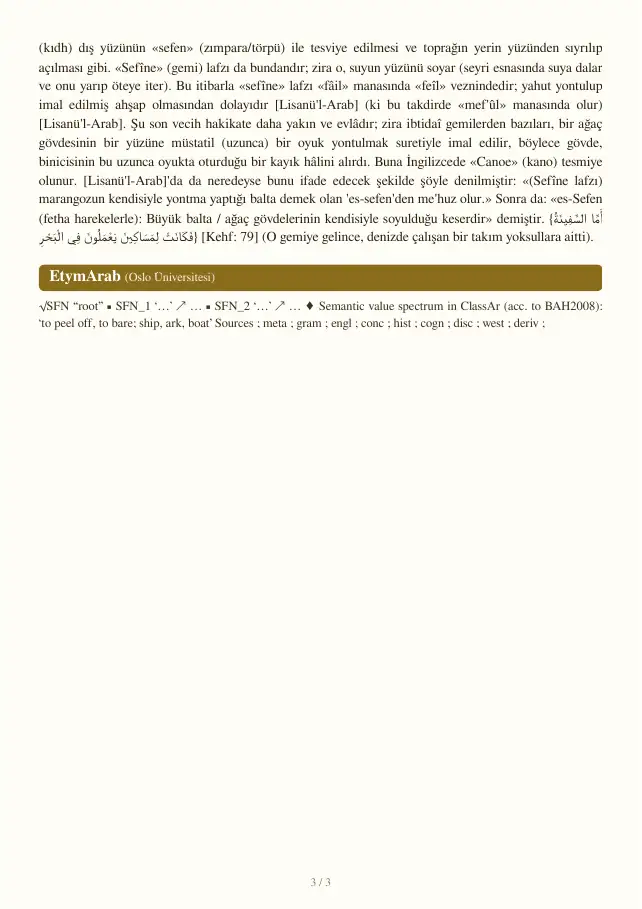 (kıdh) dış yüzünün «sefen» (zımpara/törpü) ile tesviye edilmesi ve toprağın yerin yüzünden sıyrılıp
açılması gibi. «Sefîne» (gemi) lafzı da bundandır; zira o, suyun yüzünü soyar (seyri esnasında suya dalar
ve onu yarıp öteye iter). Bu itibarla «sefîne» lafzı «fâil» manasında «feîl» veznindedir; yahut yontulup
imal edilmiş ahşap olmasından dolayıdır [Lisanü'l-Arab] (ki bu takdirde «mef'ûl» manasında olur)
[Lisanü'l-Arab]. Şu son vecih hakikate daha yakın ve evlâdır; zira ibtidaî gemilerden bazıları, bir ağaç
gövdesinin bir yüzüne müstatil (uzunca) bir oyuk yontulmak suretiyle imal edilir, böylece gövde,
binicisinin bu uzunca oyukta oturduğu bir kayık hâlini alırdı. Buna İngilizcede «Canoe» (kano) tesmiye
olunur. [Lisanü'l-Arab]'da da neredeyse bunu ifade edecek şekilde şöyle denilmiştir: «(Sefîne lafzı)
marangozun kendisiyle yontma yaptığı balta demek olan 'es-sefen'den me'huz olur.» Sonra da: «es-Sefen
(fetha harekelerle): Büyük balta / ağaç gövdelerinin kendisiyle soyulduğu keserdir» demiştir. {أَمَّا السَّفِينَةُ
فَكَانَتْ لِمَسَاكِينَ يَعْمَلُونَ فِي الْبَحْرِ} [Kehf: 79] (O gemiye gelince, denizde çalışan bir takım yoksullara aitti).
EtymArab (Oslo Üniversitesi)
√SFN “root” ▪ SFN_1 ‘…’ ↗ … ▪ SFN_2 ‘…’ ↗ … ♦ Semantic value spectrum in ClassAr (acc. to BAH2008):
‘to peel off, to bare; ship, ark, boat’ Sources ; meta ; gram ; engl ; conc ; hist ; cogn ; disc ; west ; deriv ;
3 / 3